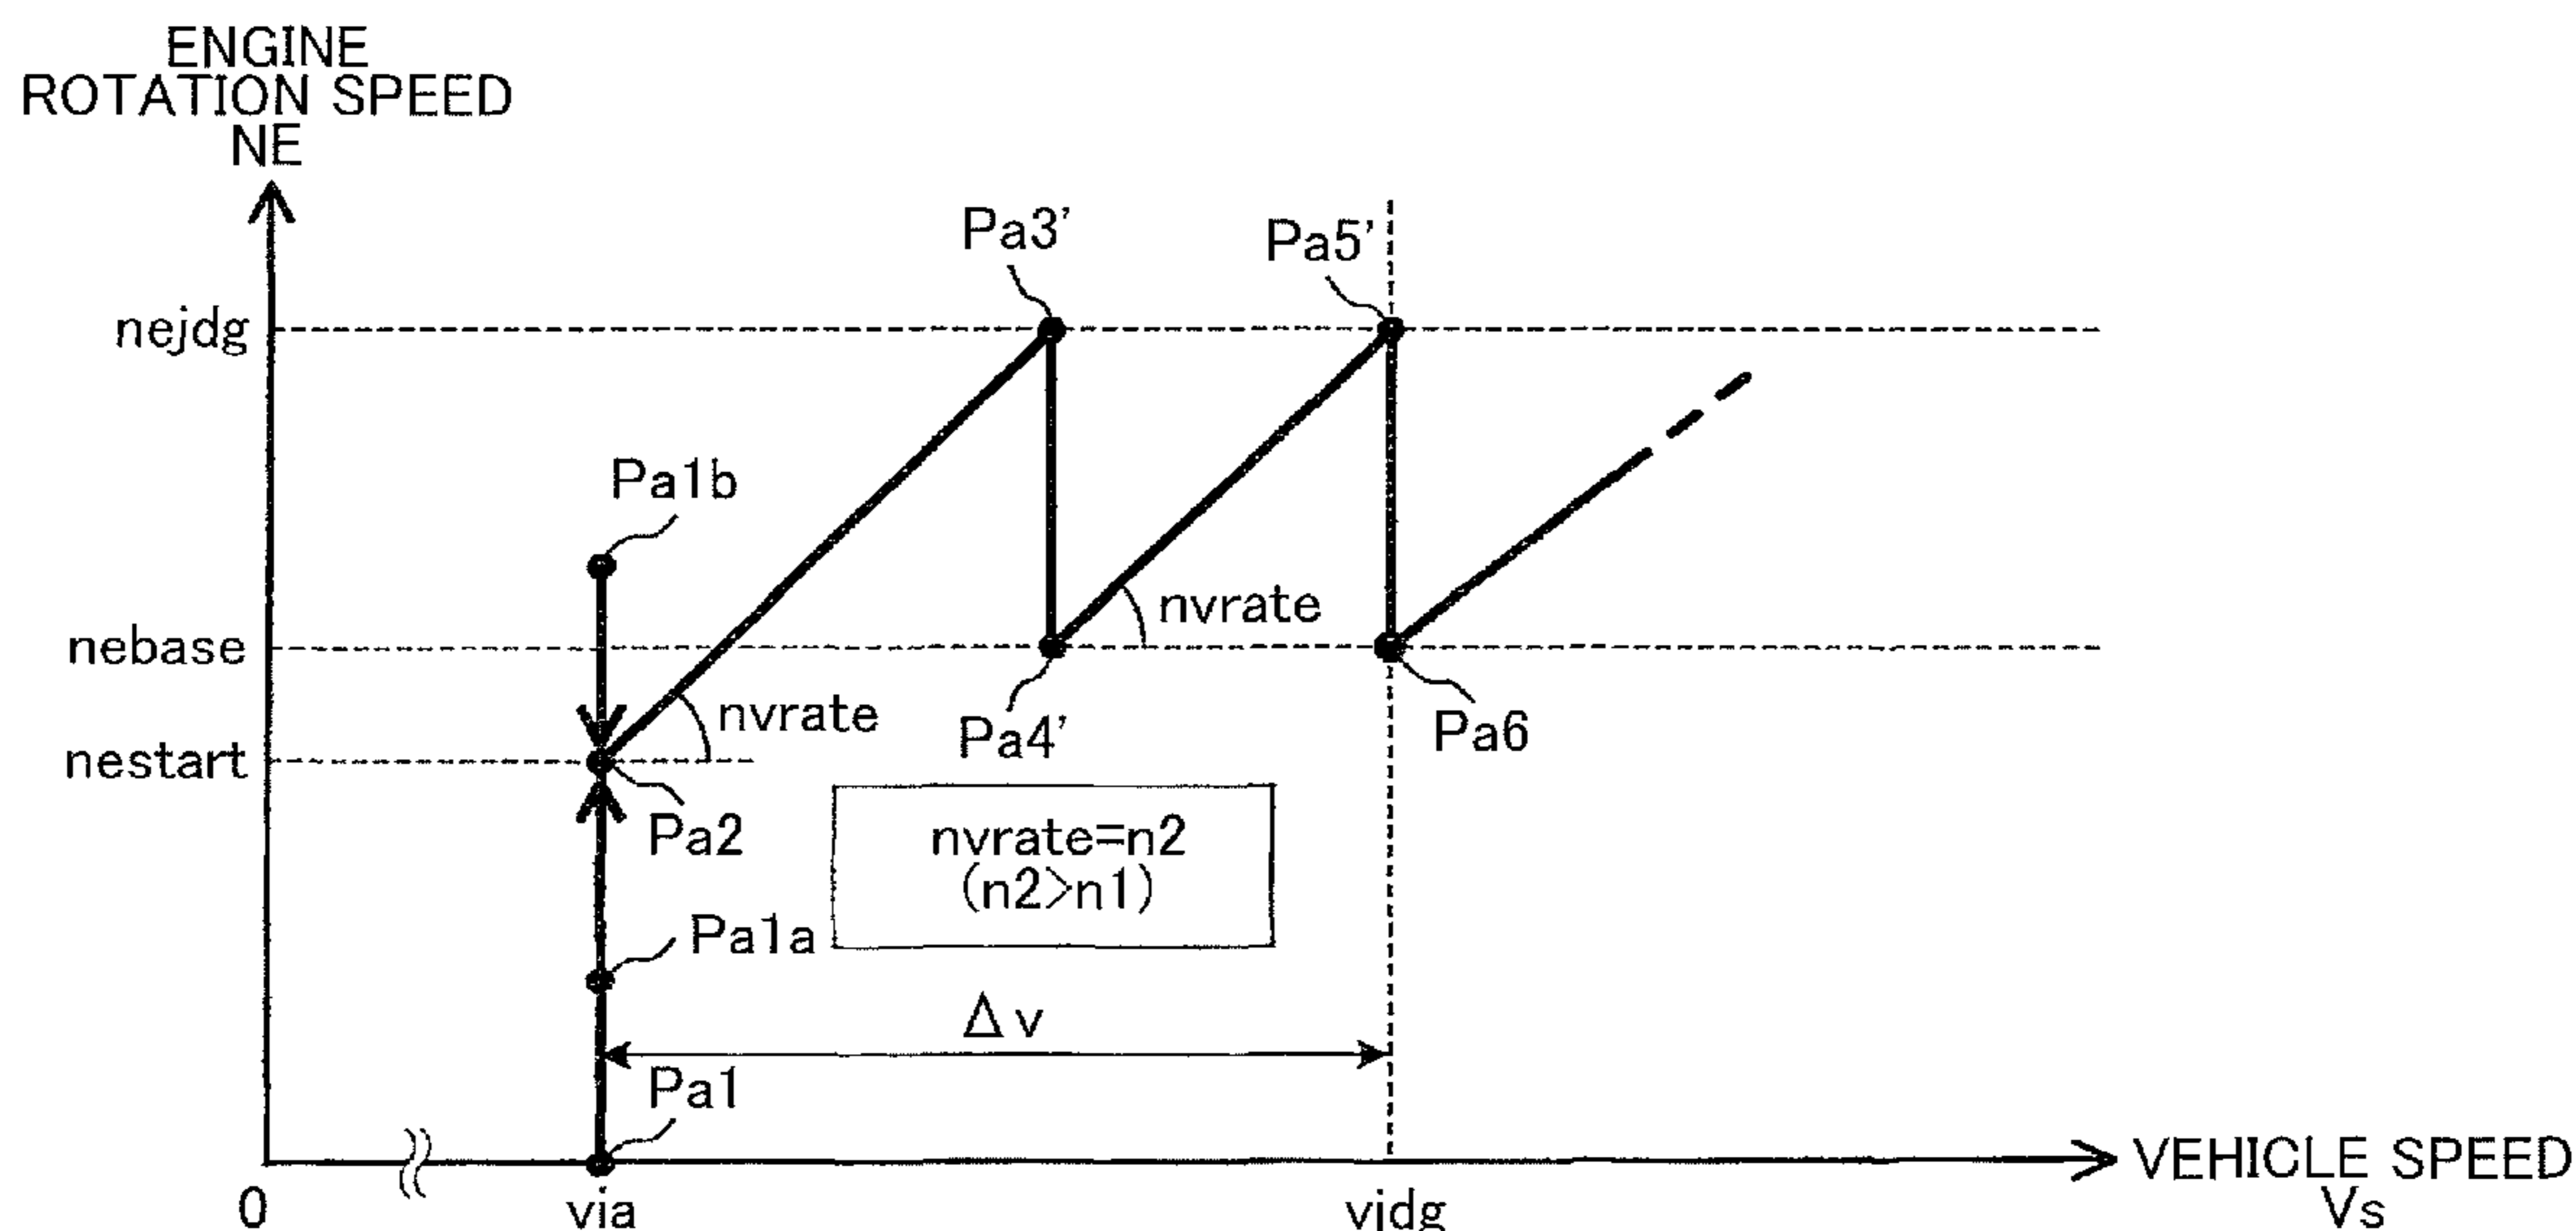 ENGINE
ROTATION SPEED
NE
Pa3'
Pa5'
nejdg
Pa1b
nvrate
nebase
nvrate
Pa4'
Pa6
nestart
Pa2
nvrate=n2
(n2>n1)
Pa1a
Δv
Pa1
VEHICLE SPEED
Vs
0
via
vjdg